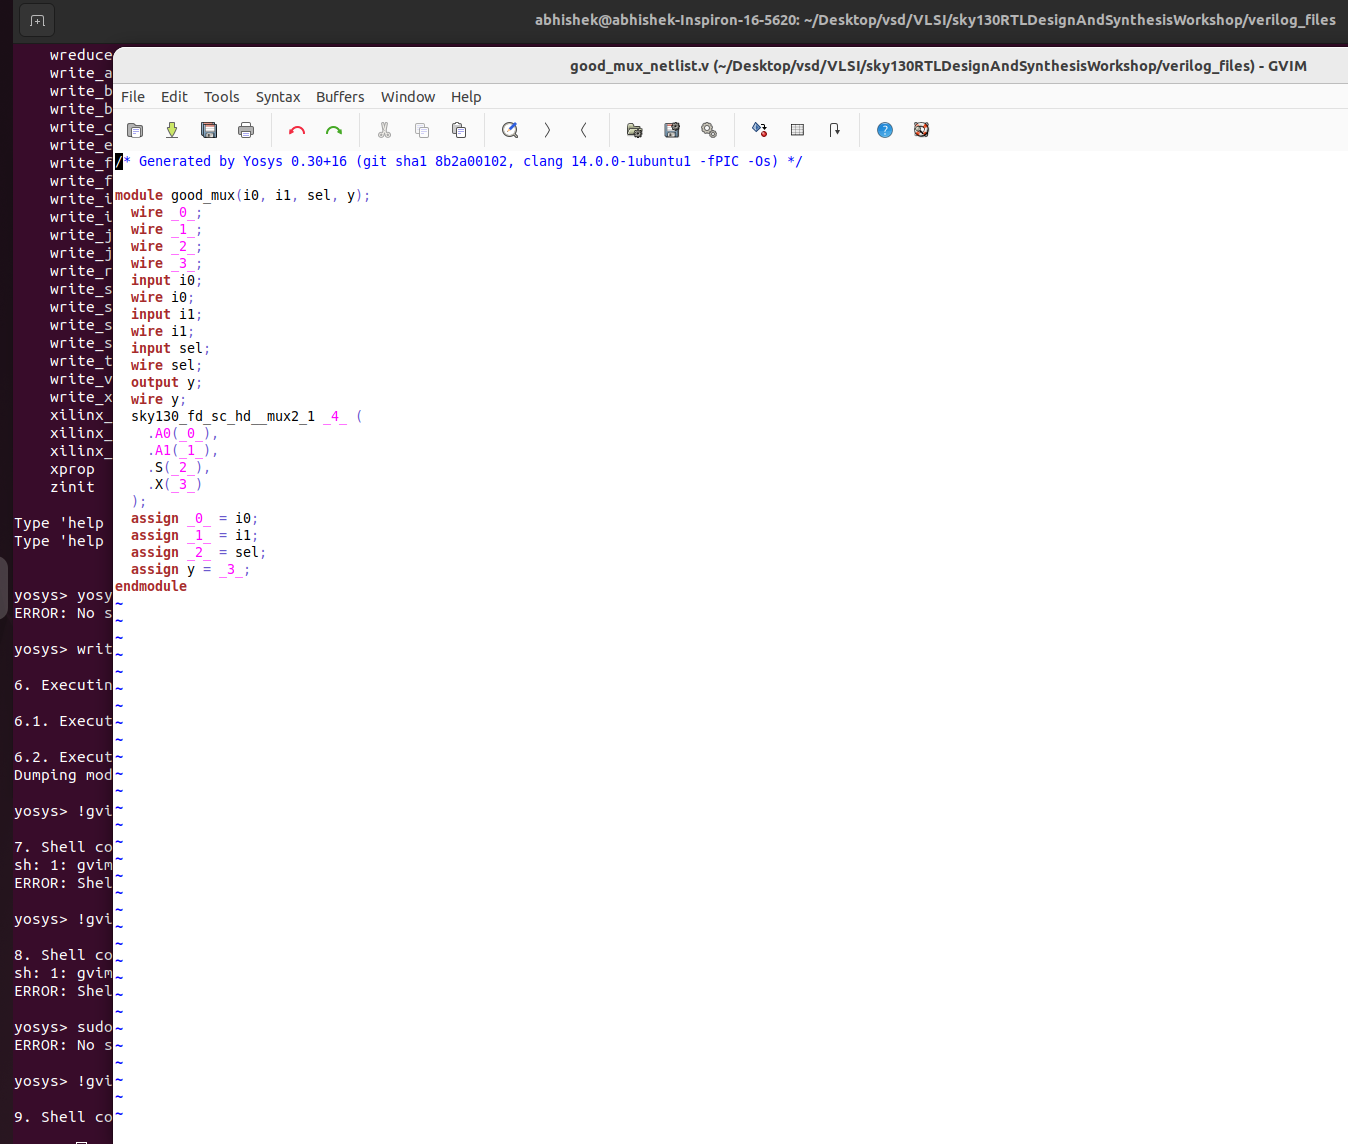 abhishek@abhishek-Inspiron-16-5620: ~/Desktop/vsd/VLSI/sky130RTLDesignAndSynthesisWorkshop/verilog_files
good_mux_netlist.v (~/Desktop/vsd/VLSI/sky130RTLDesignAndSynthesisWorkshop/verilog_files) - GVIM
File Edit Tools Syntax Buffers Window Help
/* Generated by Yosys 0.30+16 (git sha1 8b2a00102, clang 14.0.0-1ubuntu1 -fPIC -Os) */
module good_mux(i0, i1, sel, y);
wire _0_;
wire _1_;
wire _2_;
wire _3_;
input i0;
wire i0;
input i1;
wire i1;
input sel;
wire sel;
output y;
wire y;
sky130_fd_sc_hd__mux2_1 _4_ (
.A0(_0_),
.A1(_1_),
.S(_2_),
.X(_3_)
);
assign _0_ = i0;
assign _1_ = i1;
assign _2_ = sel;
assign y = _3_;
endmodule
wreduce
write_a
write_b
write_b
write_c
write_e
write_f
write_f
write_i
write_i
write_j
write_j
write_r
write_s
write_s
write_s
write_s
write_t
write_v
write_x
xilinx_
xilinx_
xilinx_
xprop
zinit
Type 'help
Type 'help
yosys> yosy
ERROR: No s
yosys> writ
6. Executin
6.1. Execut
6.2. Execut
Dumping mod
yosys> !gvi
7. Shell co
sh: 1: gvim
ERROR: Shel
yosys> !gvi
8. Shell co
sh: 1: gvim
ERROR: Shel
yosys> sudo
ERROR: No s
yosys> !gvi
9. Shell co